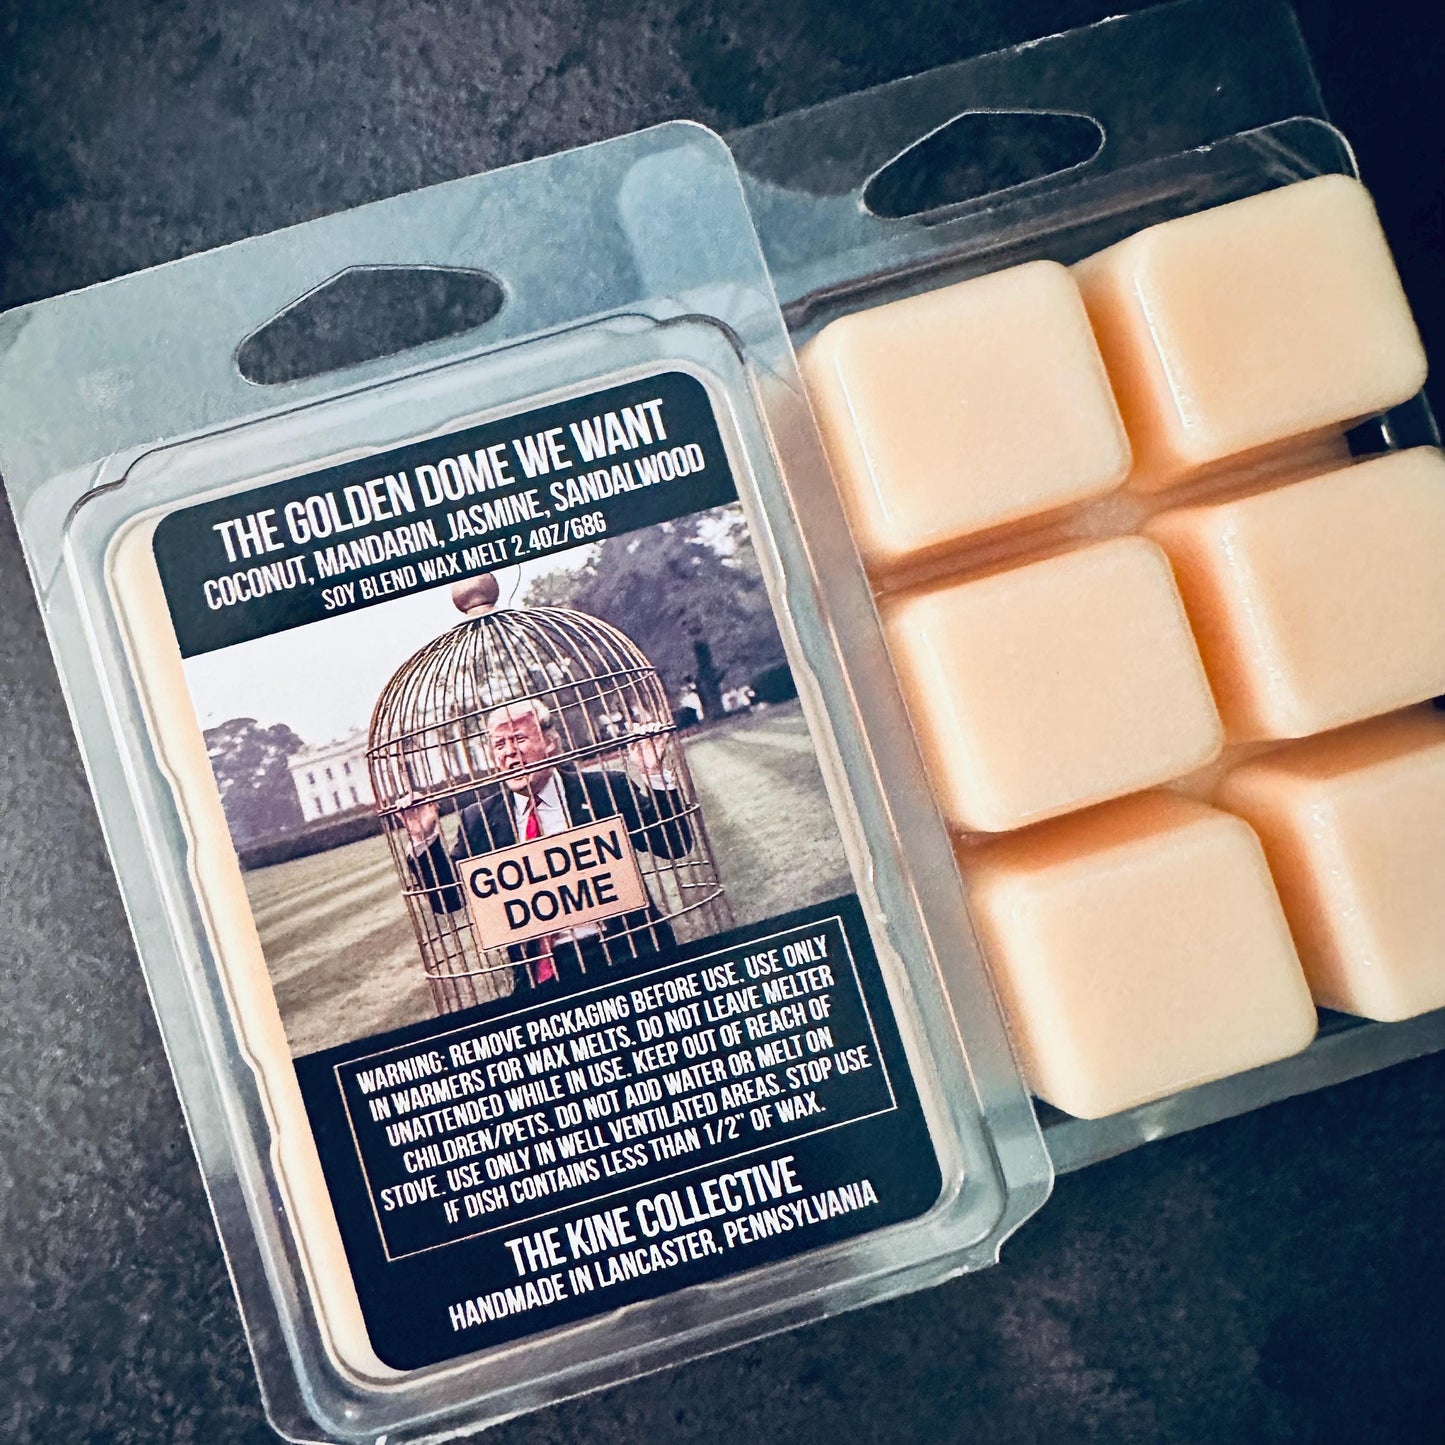 THE GOLDEN DOME WE WANT
COCONUT, MANDARIN, JASMINE, SANDALWOOD
SOY BLEND WAX MELT 2.4OZ/68G
GOLDEN
DOME
WARNING: REMOVE PACKAGING BEFORE USE. USE ONLY
IN WARMERS FOR WAX MELTS. DO NOT LEAVE MELTER
UNATTENDED WHILE IN USE. KEEP OUT OF REACH OF
CHILDREN/PETS. DO NOT ADD WATER OR MELT ON
STOVE. USE ONLY IN WELL VENTILATED AREAS. STOP USE
IF DISH CONTAINS LESS THAN 1/2" OF WAX.
THE KINE COLLECTIVE
HANDMADE IN LANCASTER, PENNSYLVANIA